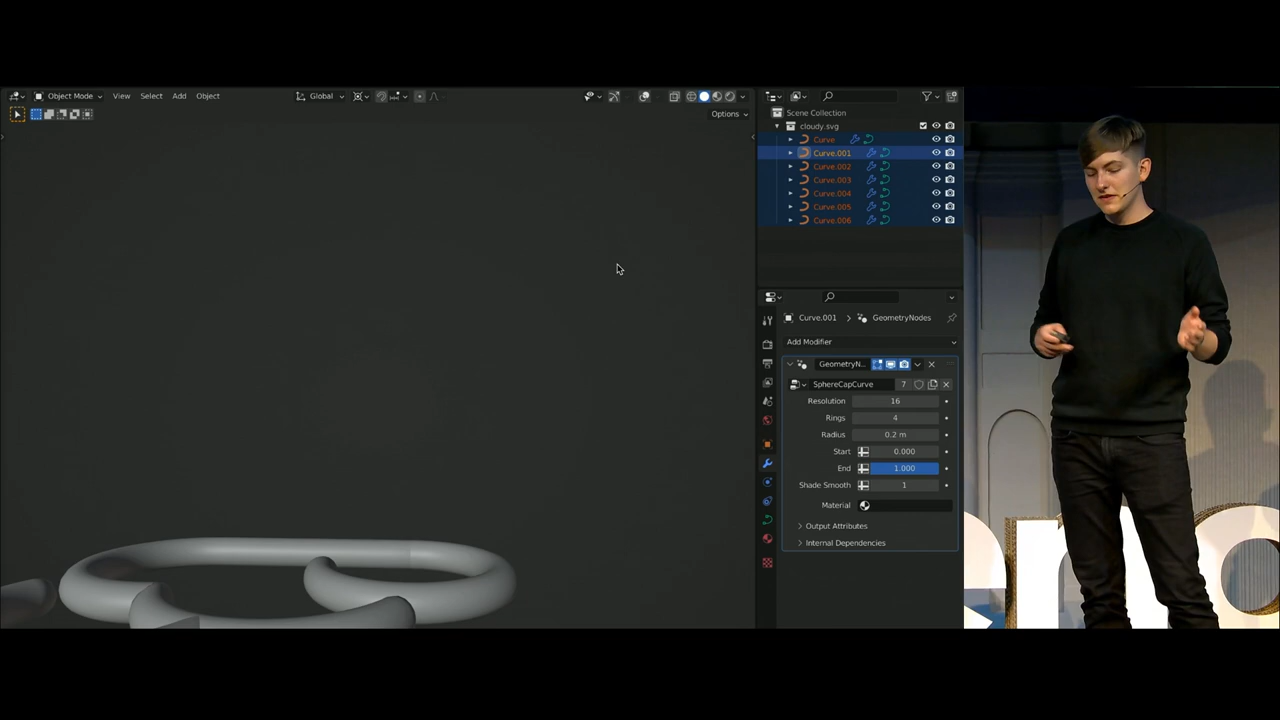 Object Mode View Select Add Object Global
Options
Scene Collection
cloudy.svg
Curve
Curve.001
Curve.002
Curve.003
Curve.004
Curve.005
Curve.006
Curve.001 GeometryNodes
Add Modifier
GeometryN...
SphereCapCurve 7
Resolution 16
Rings 4
Radius 0.2 m
Start 0.000
End 1.000
Shade Smooth 1
Material
Output Attributes
Internal Dependencies